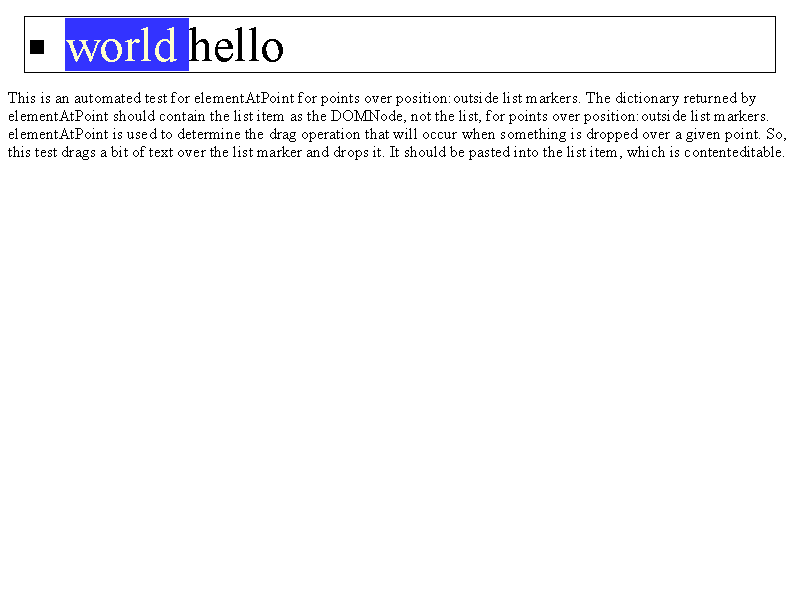 ▪ world hello
This is an automated test for elementAtPoint for points over position:outside list markers. The dictionary returned by
elementAtPoint should contain the list item as the DOMNode, not the list, for points over position:outside list markers.
elementAtPoint is used to determine the drag operation that will occur when something is dropped over a given point. So,
this test drags a bit of text over the list marker and drops it. It should be pasted into the list item, which is contenteditable.